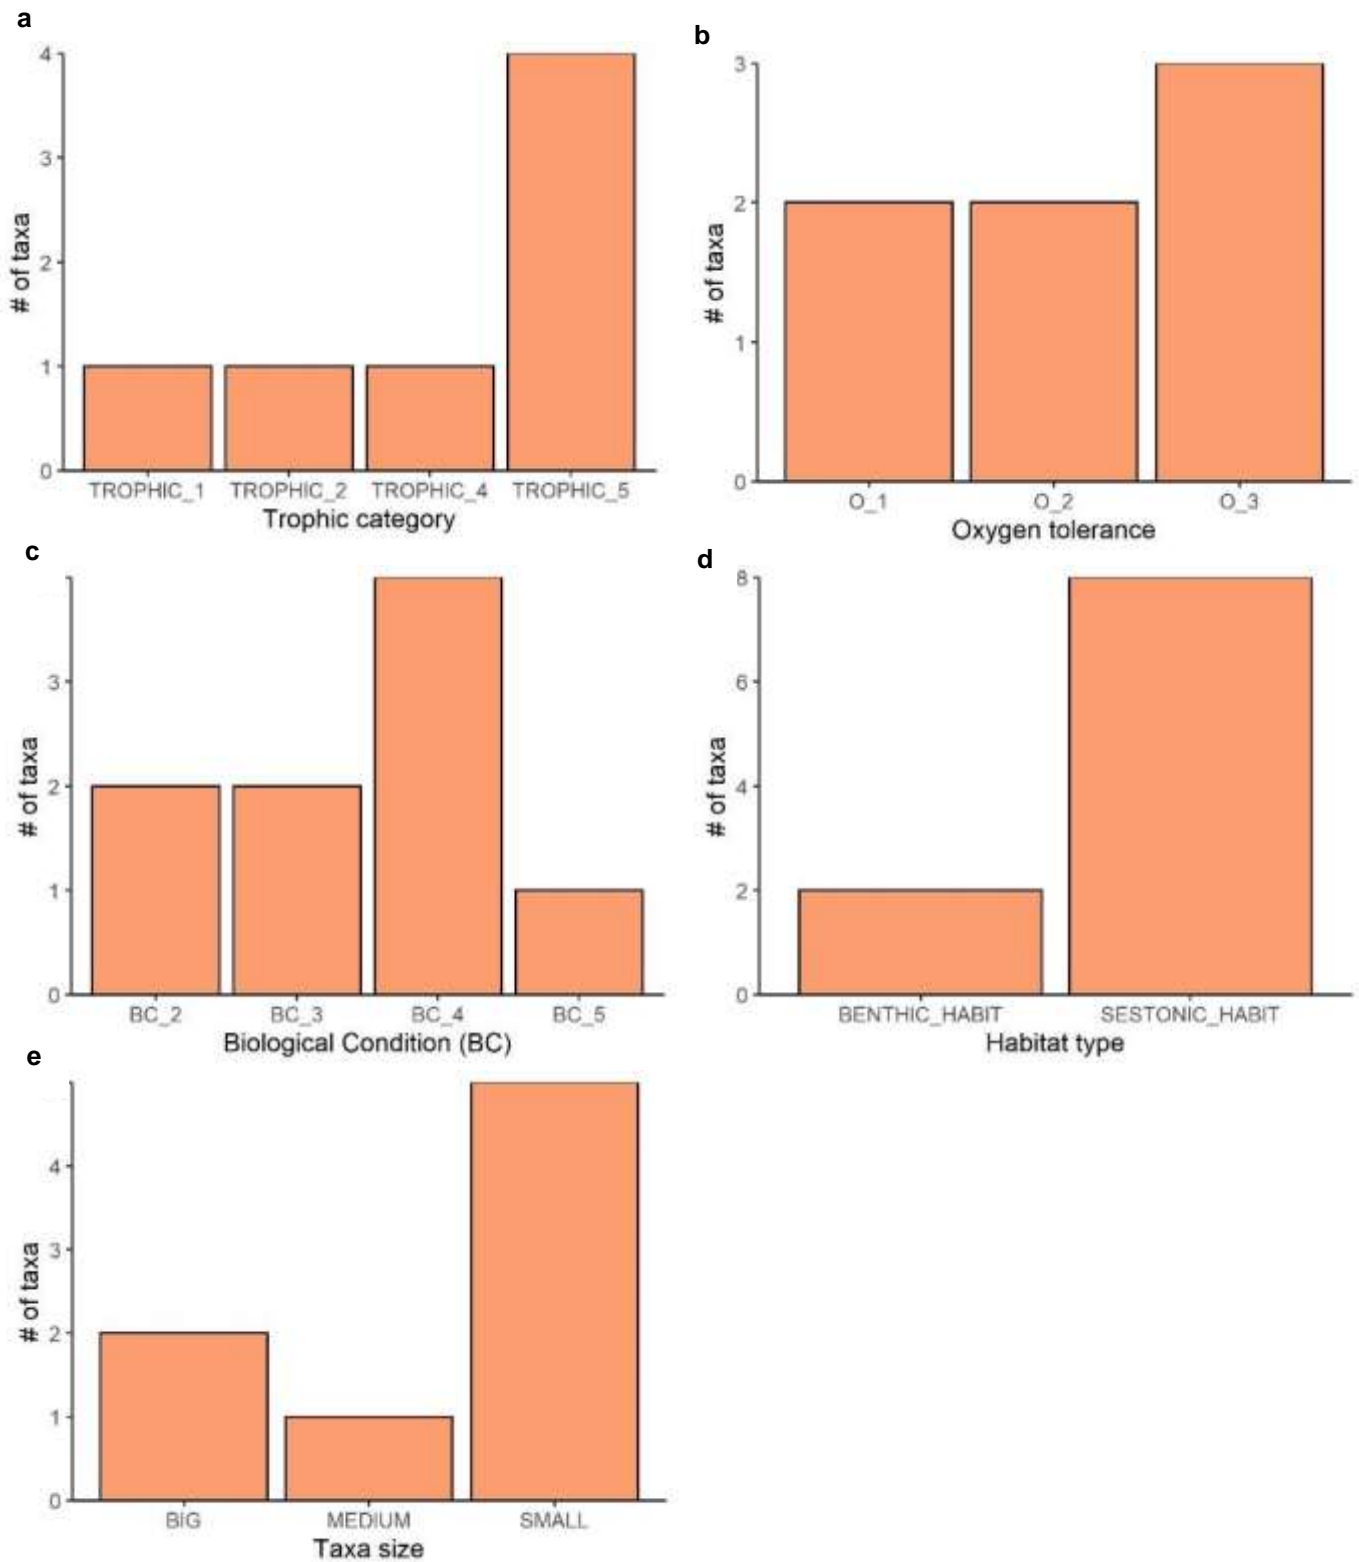 a
4
3
2
1
0
# of taxa
TROPHIC_1 TROPHIC_2 TROPHIC_4 TROPHIC_5
Trophic category
b
3
2
1
0
# of taxa
O_1 O_2 O_3
Oxygen tolerance
c
3
2
1
0
# of taxa
BC_2 BC_3 BC_4 BC_5
Biological Condition (BC)
d
8
6
4
2
0
# of taxa
BENTHIC_HABIT SESTONIC_HABIT
Habitat type
e
4
3
2
1
0
# of taxa
BIG MEDIUM SMALL
Taxa size